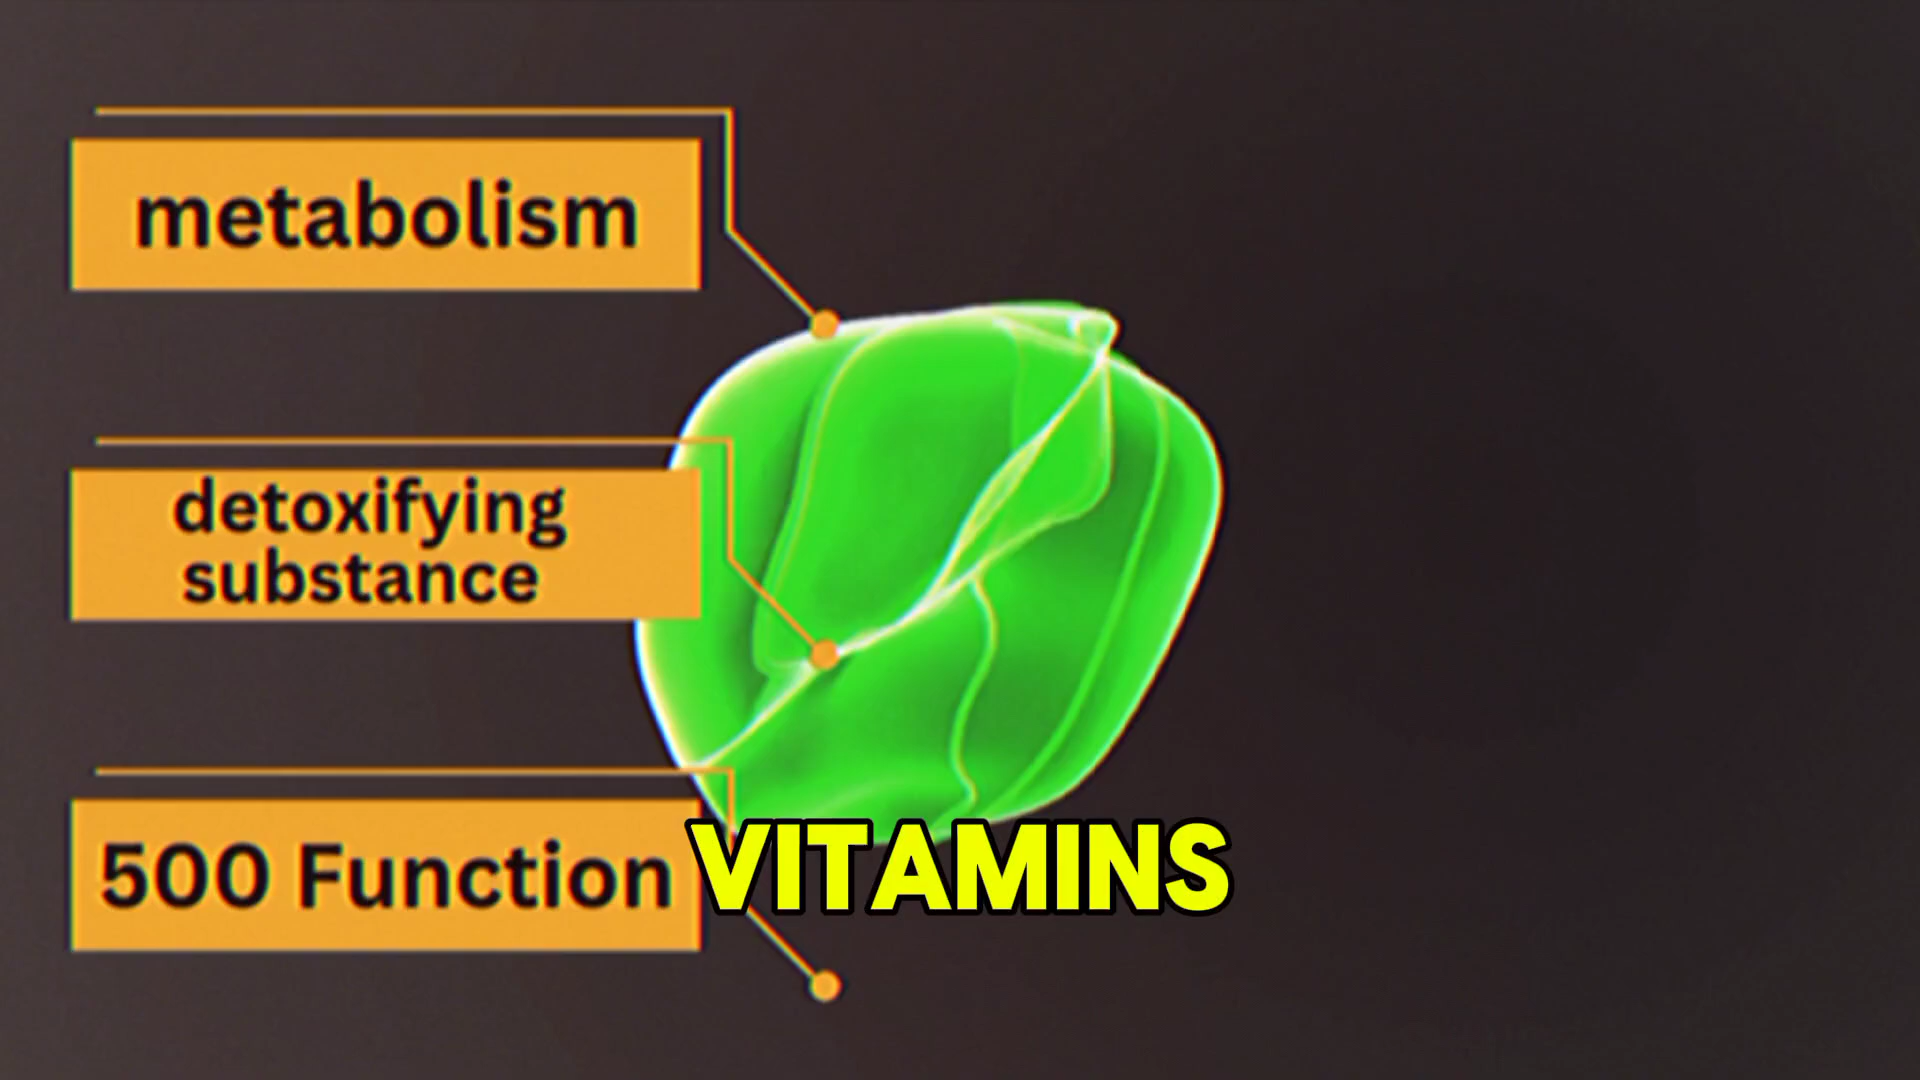 metabolism
detoxifying
substance
500 Function
VITAMINS